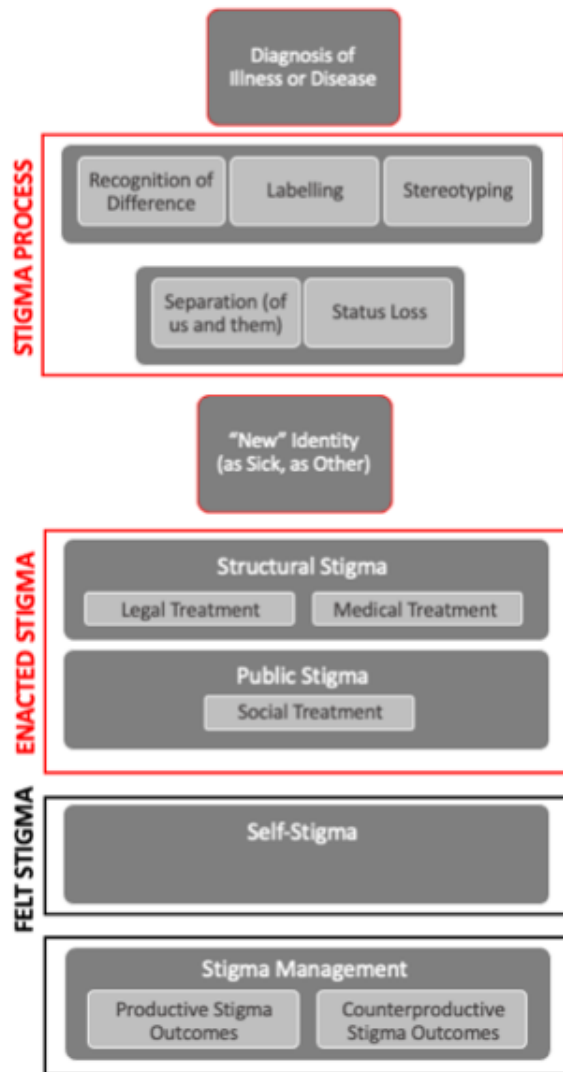 Diagnosis of
Illness or Disease
STIGMA PROCESS
Recognition of
Difference
Labelling
Stereotyping
Separation (of
us and them)
Status Loss
“New” Identity
(as Sick, as Other)
ENACTED STIGMA
Structural Stigma
Legal Treatment
Medical Treatment
Public Stigma
Social Treatment
FELT STIGMA
Self-Stigma
Stigma Management
Productive Stigma
Outcomes
Counterproductive
Stigma Outcomes